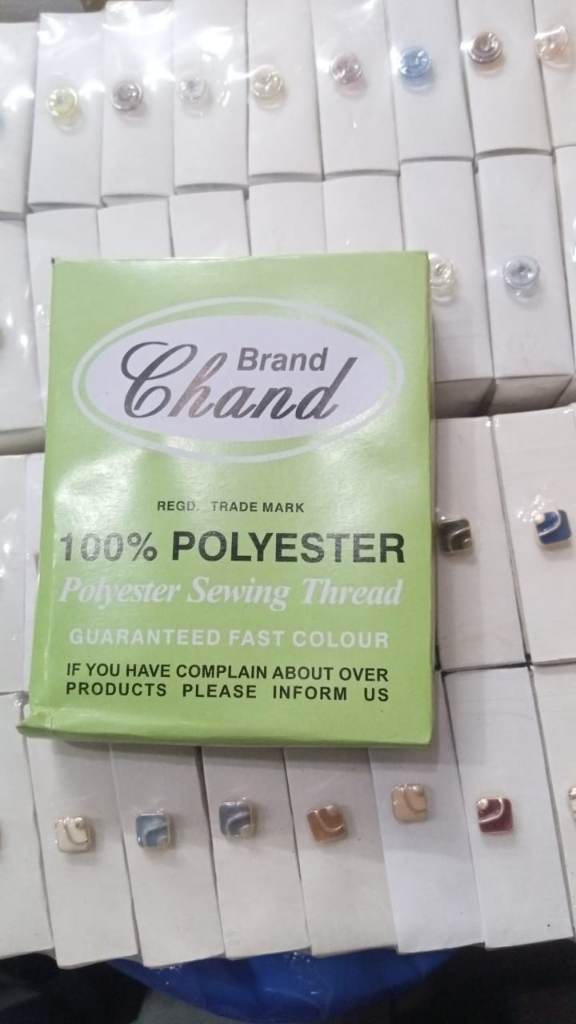 Brand
Chand
REGD. TRADE MARK
100% POLYESTER
Polyester Sewing Thread
GUARANTEED FAST COLOUR
IF YOU HAVE COMPLAIN ABOUT OVER
PRODUCTS PLEASE INFORM US